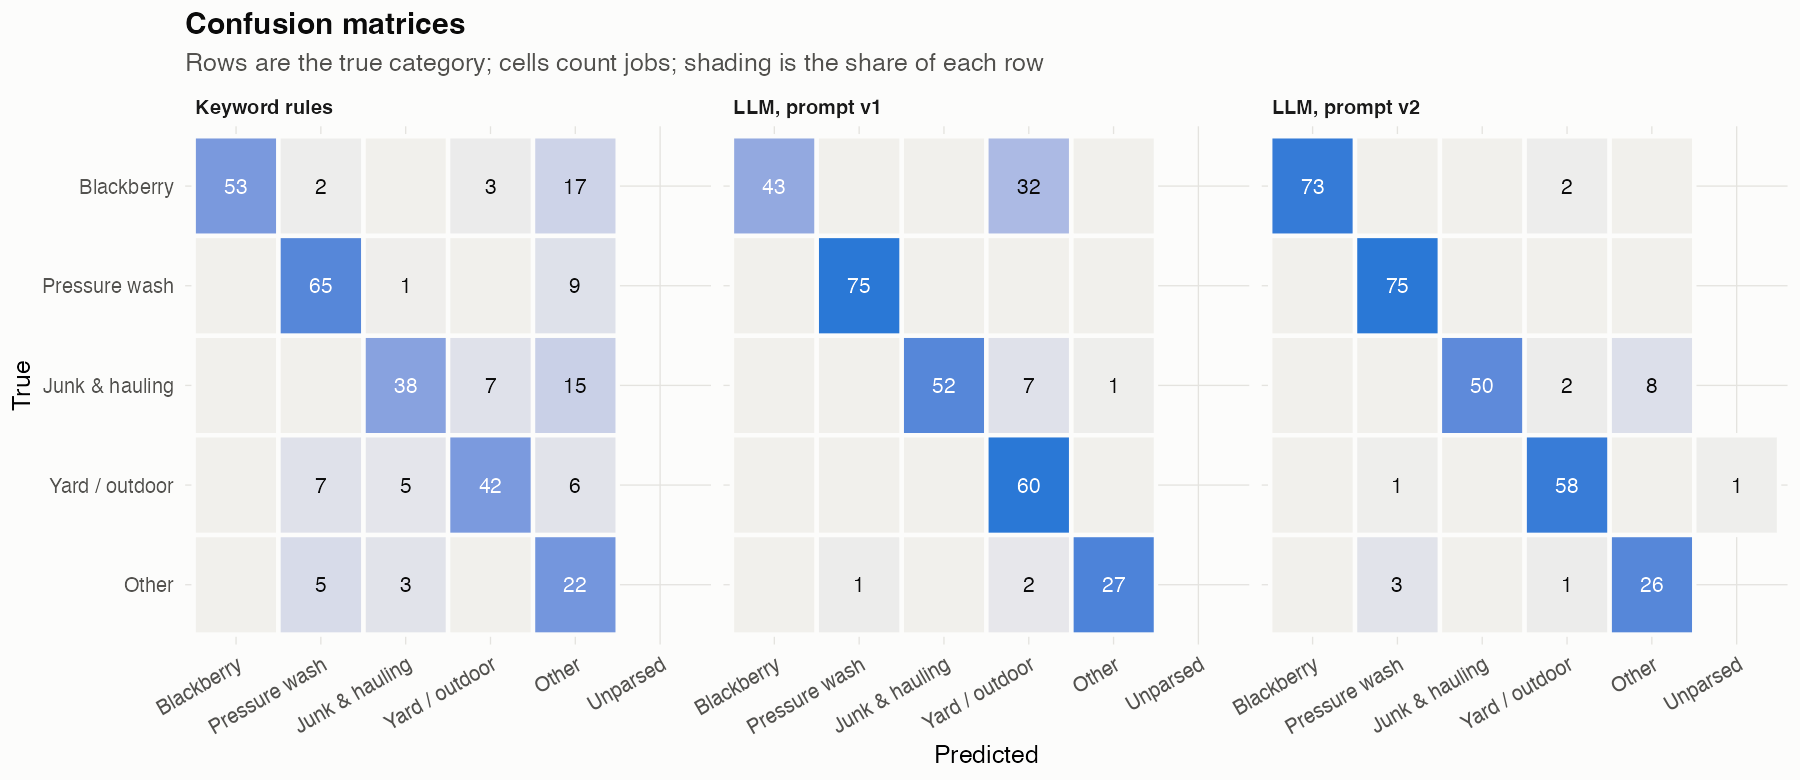 Confusion matrices
Rows are the true category; cells count jobs; shading is the share of each row
Keyword rules LLM, prompt v1 LLM, prompt v2
Blackberry 53 2 3 17 43 32 73 2
Pressure wash 65 1 9 75 75
Junk & hauling 38 7 15 52 7 1 50 2 8
Yard / outdoor 7 5 42 6 60 1 58 1
Other 5 3 22 1 2 27 3 1 26
True
Blackberry Pressure wash Junk & hauling Yard / outdoor Other Unparsed Blackberry Pressure wash Junk & hauling Yard / outdoor Other Unparsed Blackberry Pressure wash Junk & hauling Yard / outdoor Other Unparsed
Predicted